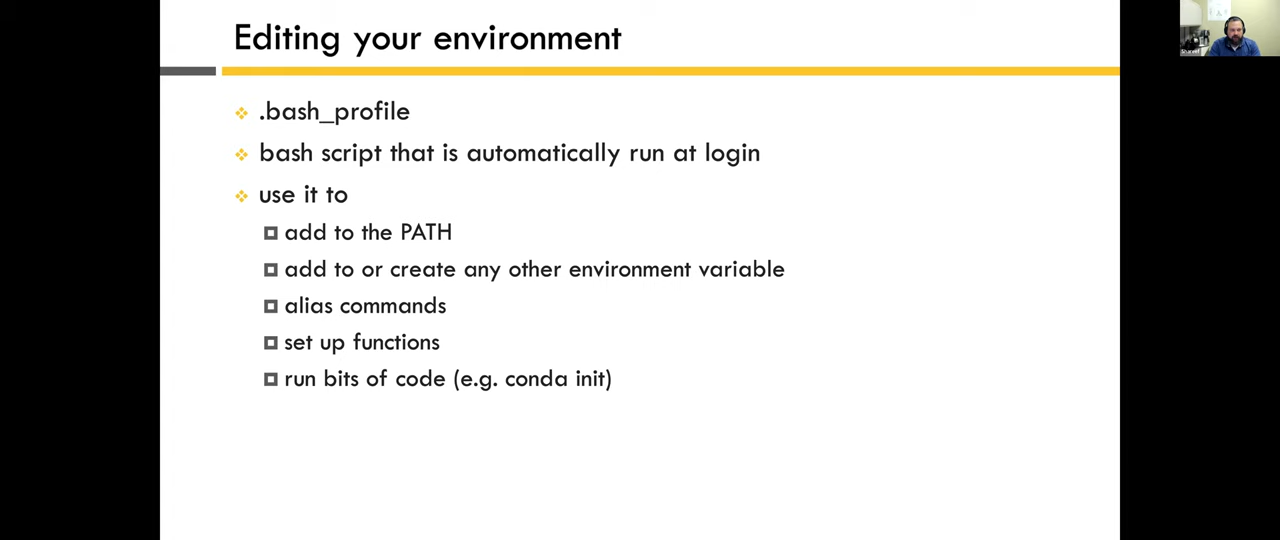 Editing your environment
.bash_profile
bash script that is automatically run at login
use it to
add to the PATH
add to or create any other environment variable
alias commands
set up functions
run bits of code (e.g. conda init)